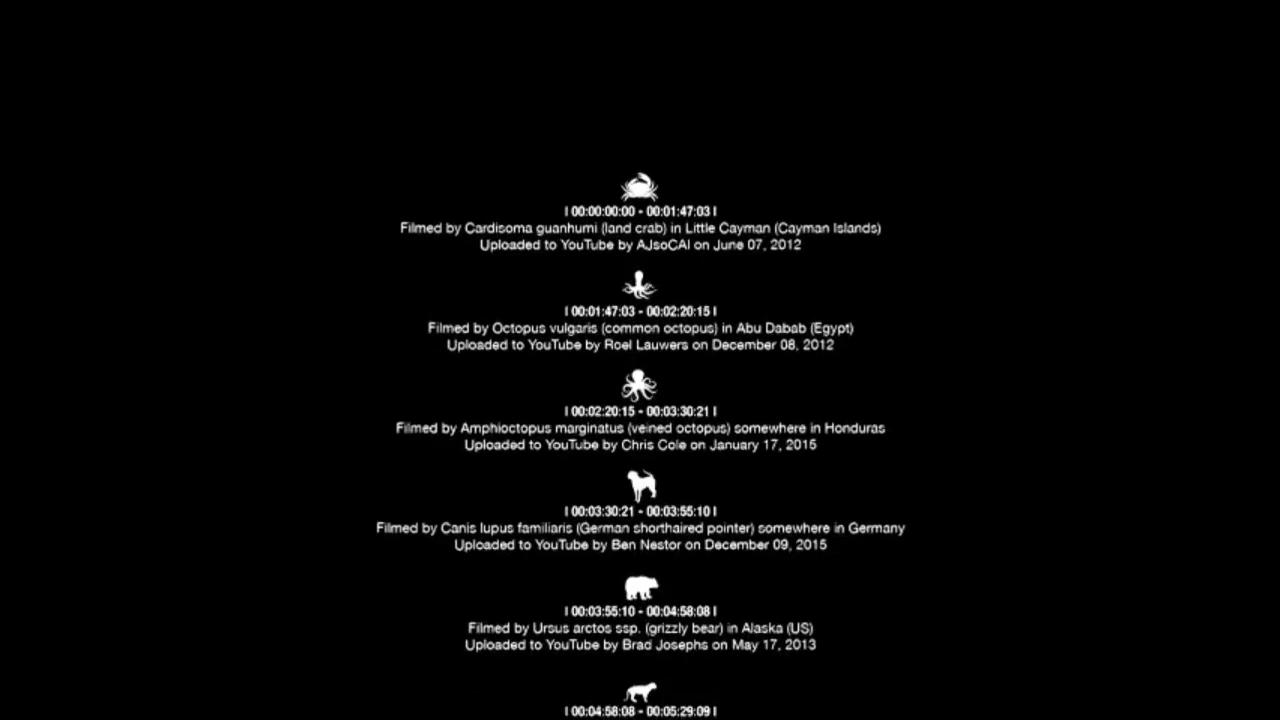 | 00:00:00:00 - 00:01:47:03 |
Filmed by Cardisoma guanhumi (land crab) in Little Cayman (Cayman Islands)
Uploaded to YouTube by AJsoCAl on June 07, 2012
| 00:01:47:03 - 00:02:20:15 |
Filmed by Octopus vulgaris (common octopus) in Abu Dabab (Egypt)
Uploaded to YouTube by Roel Lauwers on December 08, 2012
| 00:02:20:15 - 00:03:30:21 |
Filmed by Amphioctopus marginatus (veined octopus) somewhere in Honduras
Uploaded to YouTube by Chris Cole on January 17, 2015
| 00:03:30:21 - 00:03:55:10 |
Filmed by Canis lupus familiaris (German shorthaired pointer) somewhere in Germany
Uploaded to YouTube by Ben Nestor on December 09, 2015
| 00:03:55:10 - 00:04:58:08 |
Filmed by Ursus arctos ssp. (grizzly bear) in Alaska (US)
Uploaded to YouTube by Brad Josephs on May 17, 2013
| 00:04:58:08 - 00:05:29:09 |